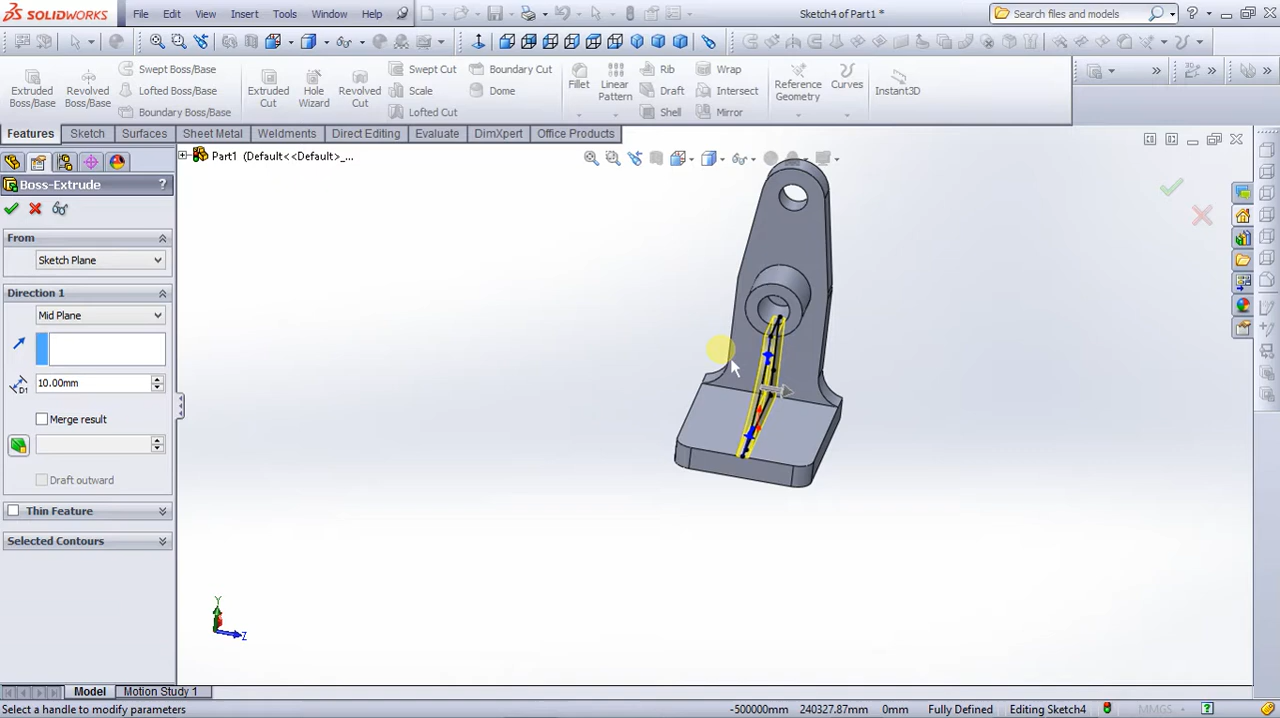 SOLIDWORKS File Edit View Insert Tools Window Help Sketch4 of Part1 * Search files and models
Extruded Boss/Base
Revolved Boss/Base
Swept Boss/Base
Lofted Boss/Base
Boundary Boss/Base
Extruded Cut
Hole Wizard
Revolved Cut
Swept Cut
Scale
Lofted Cut
Boundary Cut
Dome
Fillet
Linear Pattern
Rib
Draft
Shell
Wrap
Intersect
Mirror
Reference Geometry
Curves
Instant3D
Features Sketch Surfaces Sheet Metal Weldments Direct Editing Evaluate DimXpert Office Products
Part1 (Default<<Default>_...
Boss-Extrude ?
From
Sketch Plane
Direction 1
Mid Plane
D1 10.00mm
Merge result
Draft outward
Thin Feature
Selected Contours
Y
Z
Model Motion Study 1
Select a handle to modify parameters -500000mm 240327.87mm 0mm Fully Defined Editing Sketch4 MMGS